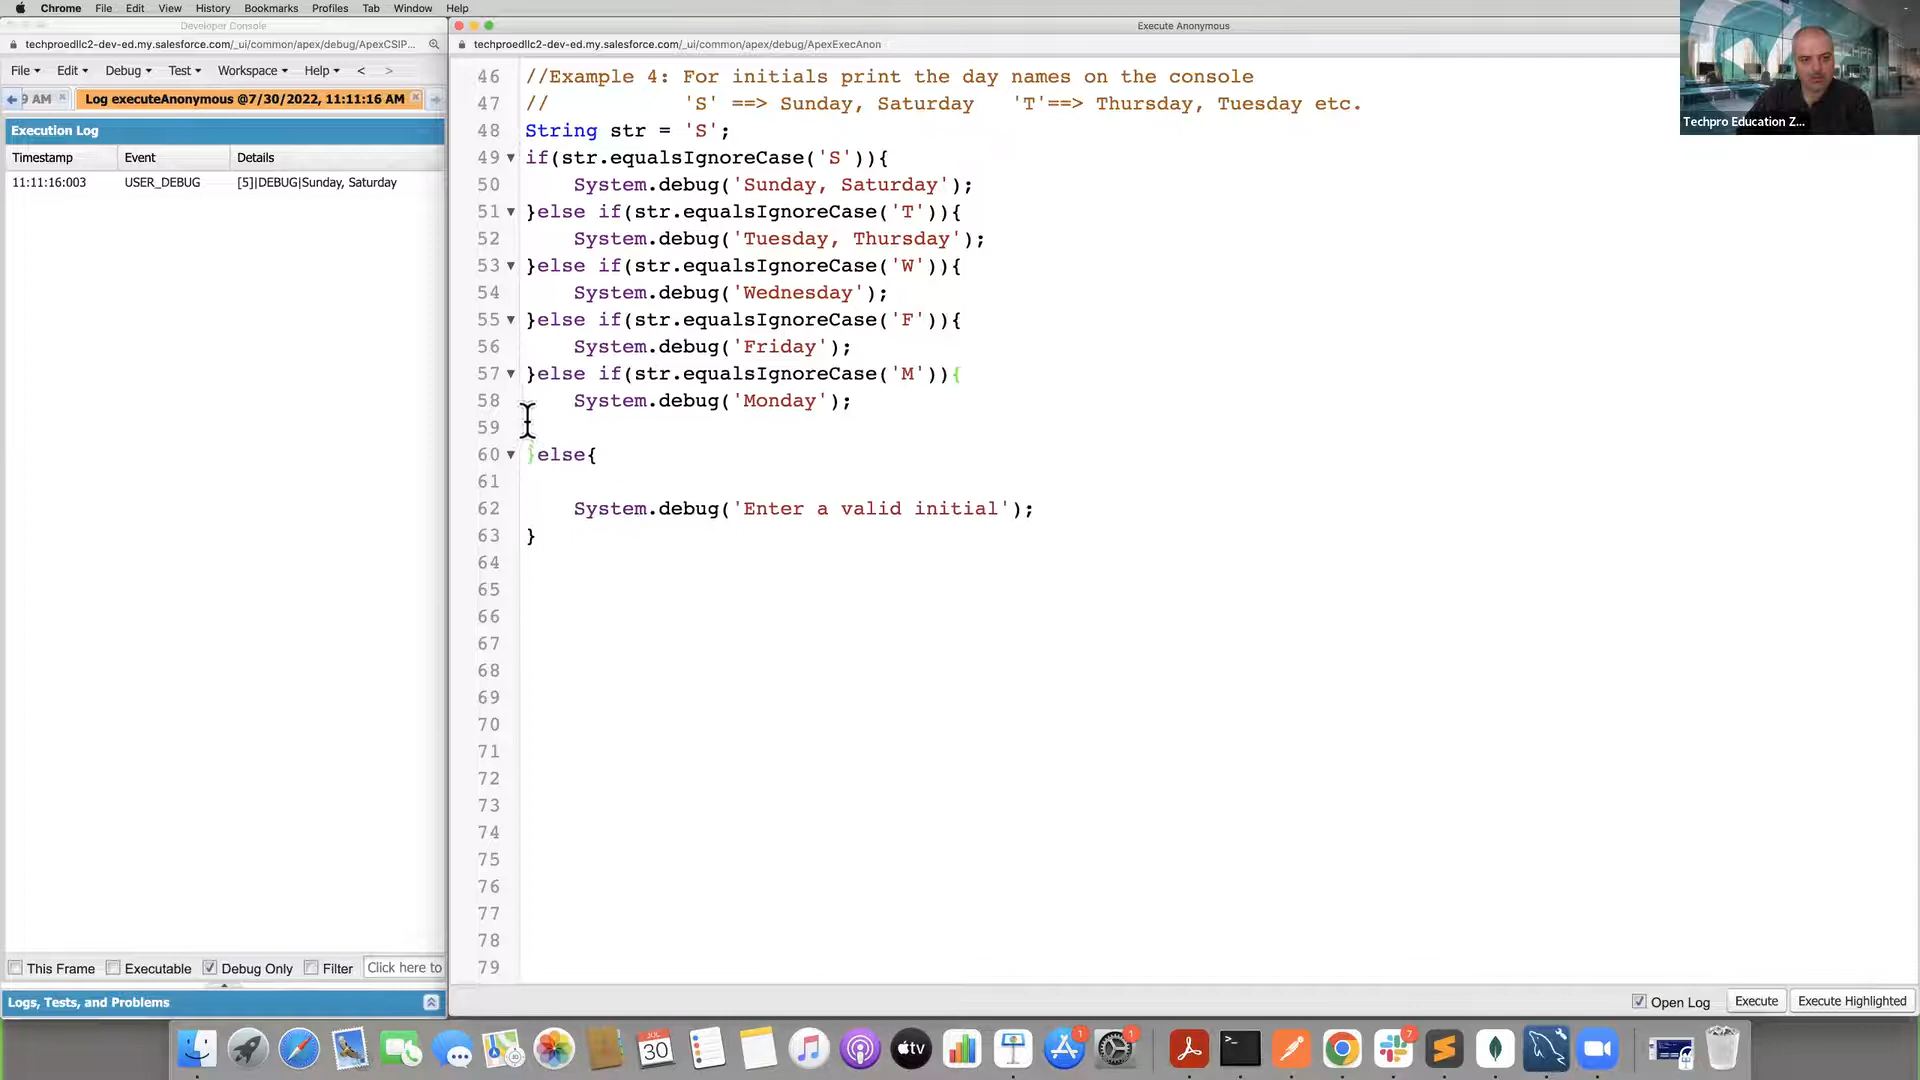 Chrome File Edit View History Bookmarks Profiles Tab Window Help
Developer Console
techproedllc2-dev-ed.my.salesforce.com/_ui/common/apex/debug/ApexCSIP...
File Edit Debug Test Workspace Help < >
9 AM Log executeAnonymous @7/30/2022, 11:11:16 AM
Execution Log
Timestamp Event Details
11:11:16:003 USER_DEBUG [5]|DEBUG|Sunday, Saturday
This Frame Executable Debug Only Filter Click here to
Logs, Tests, and Problems
Execute Anonymous
techproedllc2-dev-ed.my.salesforce.com/_ui/common/apex/debug/ApexExecAnon
46 //Example 4: For initials print the day names on the console
47 // 'S' ==> Sunday, Saturday 'T'==> Thursday, Tuesday etc.
48 String str = 'S';
49 if(str.equalsIgnoreCase('S')){
50 System.debug('Sunday, Saturday');
51 }else if(str.equalsIgnoreCase('T')){
52 System.debug('Tuesday, Thursday');
53 }else if(str.equalsIgnoreCase('W')){
54 System.debug('Wednesday');
55 }else if(str.equalsIgnoreCase('F')){
56 System.debug('Friday');
57 }else if(str.equalsIgnoreCase('M')){
58 System.debug('Monday');
59
60 }else{
61
62 System.debug('Enter a valid initial');
63 }
64
65
66
67
68
69
70
71
72
73
74
75
76
77
78
79
Open Log Execute Execute Highlighted
Techpro Education Z...
JUL
30
tv
1
1
7